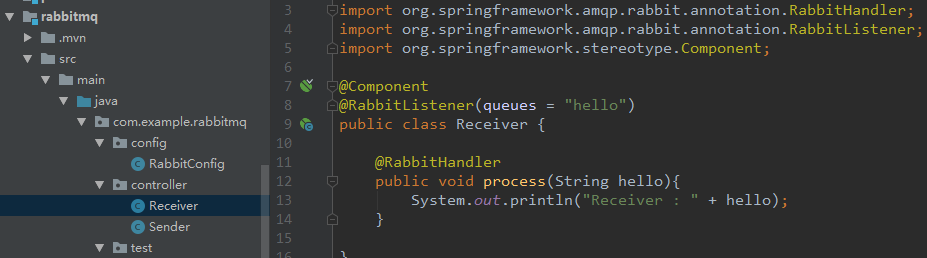 rabbitmq
.mvn
src
main
java
com.example.rabbitmq
config
RabbitConfig
controller
Receiver
Sender
test
3 import org.springframework.amqp.rabbit.annotation.RabbitHandler;
4 import org.springframework.amqp.rabbit.annotation.RabbitListener;
5 import org.springframework.stereotype.Component;
6
7 @Component
8 @RabbitListener(queues = "hello")
9 public class Receiver {
10
11 @RabbitHandler
12 public void process(String hello){
13 System.out.println("Receiver : " + hello);
14 }
15
16 }